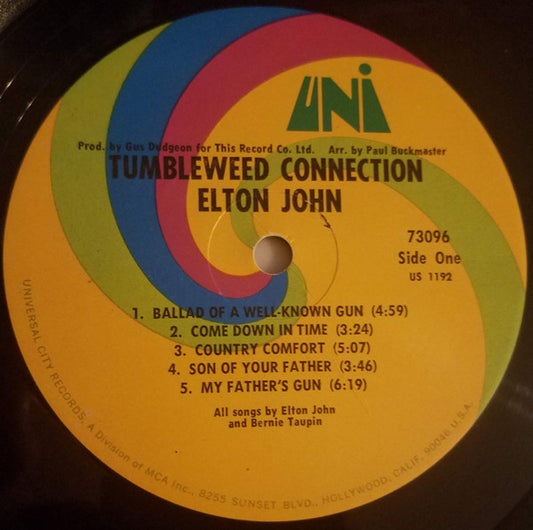 UNI
Prod. by Gus Dudgeon for This Record Co. Ltd. Arr. by Paul Buckmaster
TUMBLEWEED CONNECTION
ELTON JOHN
73096
Side One
US 1192
1. BALLAD OF A WELL-KNOWN GUN (4:59)
2. COME DOWN IN TIME (3:24)
3. COUNTRY COMFORT (5:07)
4. SON OF YOUR FATHER (3:46)
5. MY FATHER'S GUN (6:19)
All songs by Elton John
and Bernie Taupin
UNIVERSAL CITY RECORDS, A Division of MCA Inc., 8255 SUNSET BLVD., HOLLYWOOD, CALIF. 90046 U.S.A.